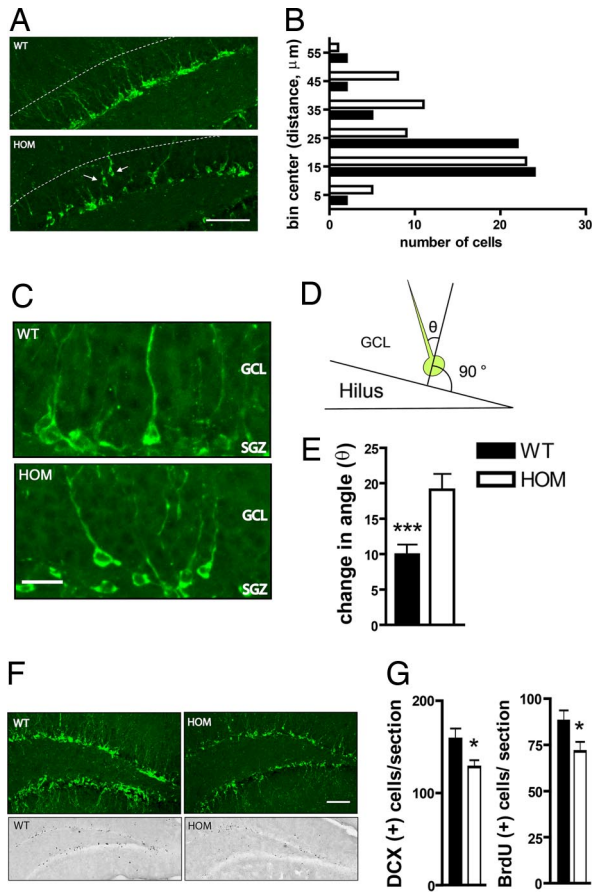 A
WT
HOM
B
bin center (distance, μm)
55
45
35
25
15
5
0
10
20
30
number of cells
C
WT
GCL
SGZ
HOM
GCL
SGZ
D
θ
GCL
90 °
Hilus
E
change in angle (θ)
25
20
15
10
5
0
***
WT
HOM
F
WT
HOM
WT
HOM
G
DCX (+) cells/section
200
100
0
*
BrdU (+) cells/ section
100
75
50
25
0
*